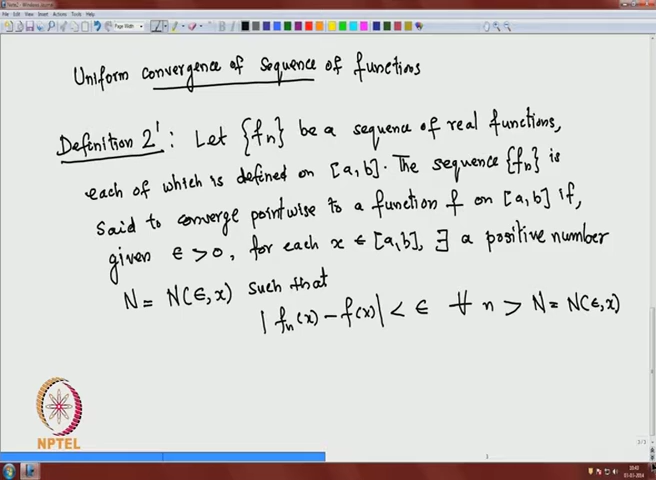 Uniform convergence of Sequence of functions
Definition 2': Let {fn} be a sequence of real functions,
each of which is defined on [a,b]. The sequence {fn} is
said to converge pointwise to a function f on [a,b] if,
given ϵ > 0, for each x ∈ [a,b], ∃ a positive number
N = N(ϵ,x) such that
|fn(x) - f(x)| < ϵ ∀ n > N = N(ϵ,x)
NPTEL